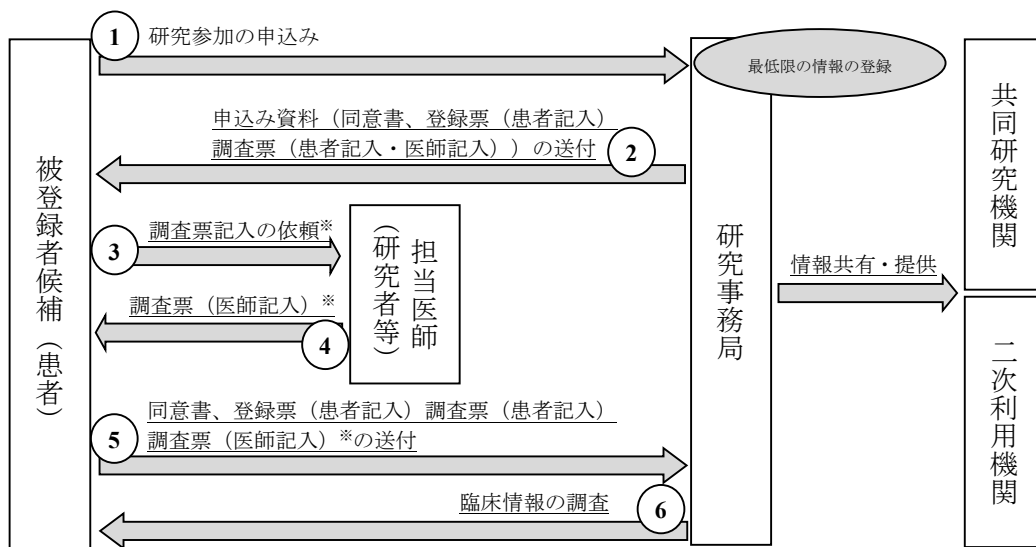 1 研究参加の申込み
最低限の情報の登録
申込み資料（同意書、登録票（患者記入）
調査票（患者記入・医師記入））の送付 2
被登録者候補（患者）
3 調査票記入の依頼※
担当医師
（研究者等）
調査票（医師記入）※
4
研究事務局
情報共有・提供
共同研究機関
二次利用機関
同意書、登録票（患者記入）調査票（患者記入）
5 調査票（医師記入）※の送付
臨床情報の調査 6